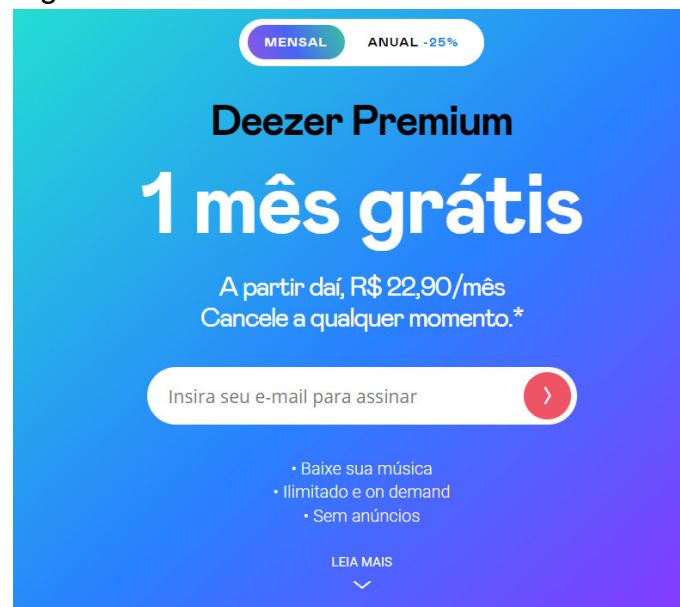 MENSAL ANUAL -25%
Deezer Premium
1 mês grátis
A partir daí, R$ 22,90/mês
Cancele a qualquer momento.*
Insira seu e-mail para assinar
• Baixe sua música
• Ilimitado e on demand
• Sem anúncios
LEIA MAIS